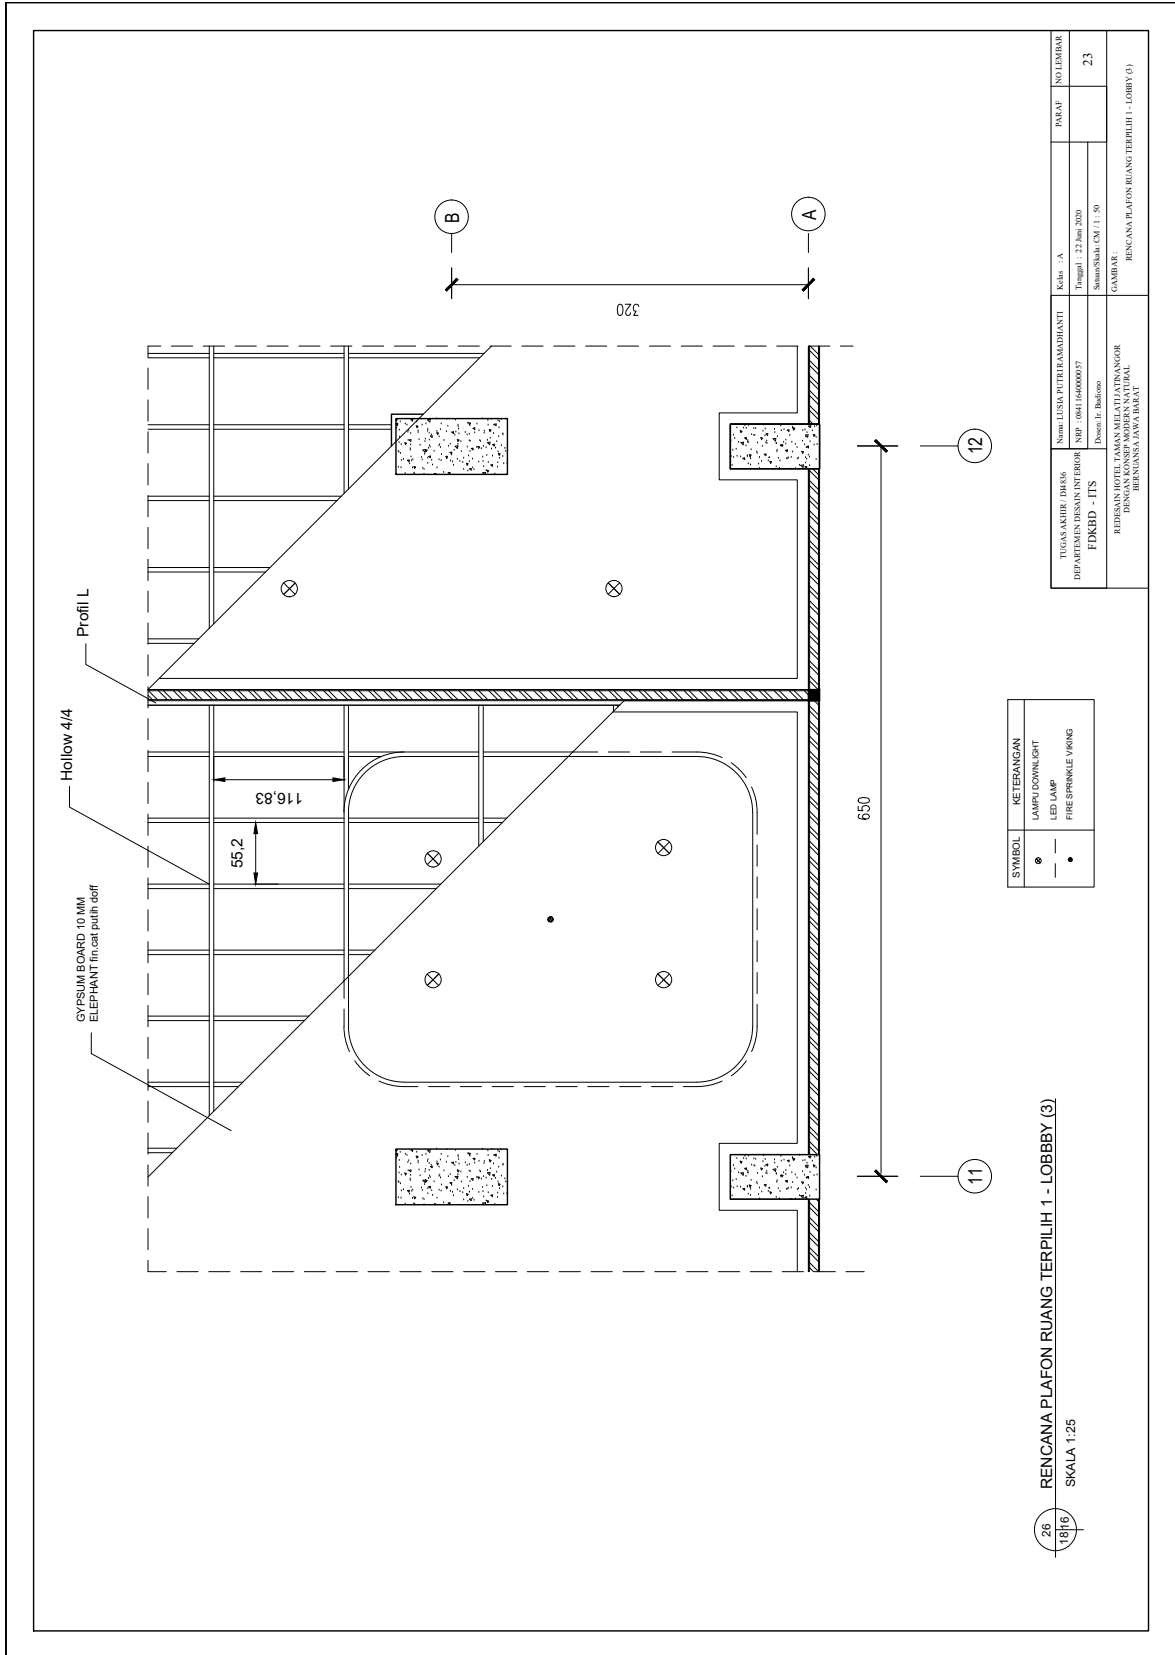 GYPSUM BOARD 10 MM
ELEPHANT fin.cat putih doff
Hollow 4/4
Profil L
55,2
116,83
320
B
A
650
11
12
SYMBOL KETERANGAN
LAMPU DOWNLIGHT
LED LAMP
FIRE SPRINKLE VIKING
26
18 16
RENCANA PLAFON RUANG TERPILIH 1 - LOBBBY (3)
SKALA 1:25
TUGAS AKHIR / DI4836
DEPARTEMEN DESAIN INTERIOR
FDKBD - ITS
Nama: LUSIA PUTRI RAMADHANTI
NRP : 08411640000057
Dosen: Ir. Budiono
Kelas : A
Tanggal : 22 Juni 2020
Satuan/Skala: CM / 1 : 50
PARAF
NO LEMBAR
23
REDESAIN HOTEL TAMAN MELATI JATINANGOR
DENGAN KONSEP MODERN NATURAL
BERNUANSA JAWA BARAT
GAMBAR :
RENCANA PLAFON RUANG TERPILIH 1 - LOBBY (3)